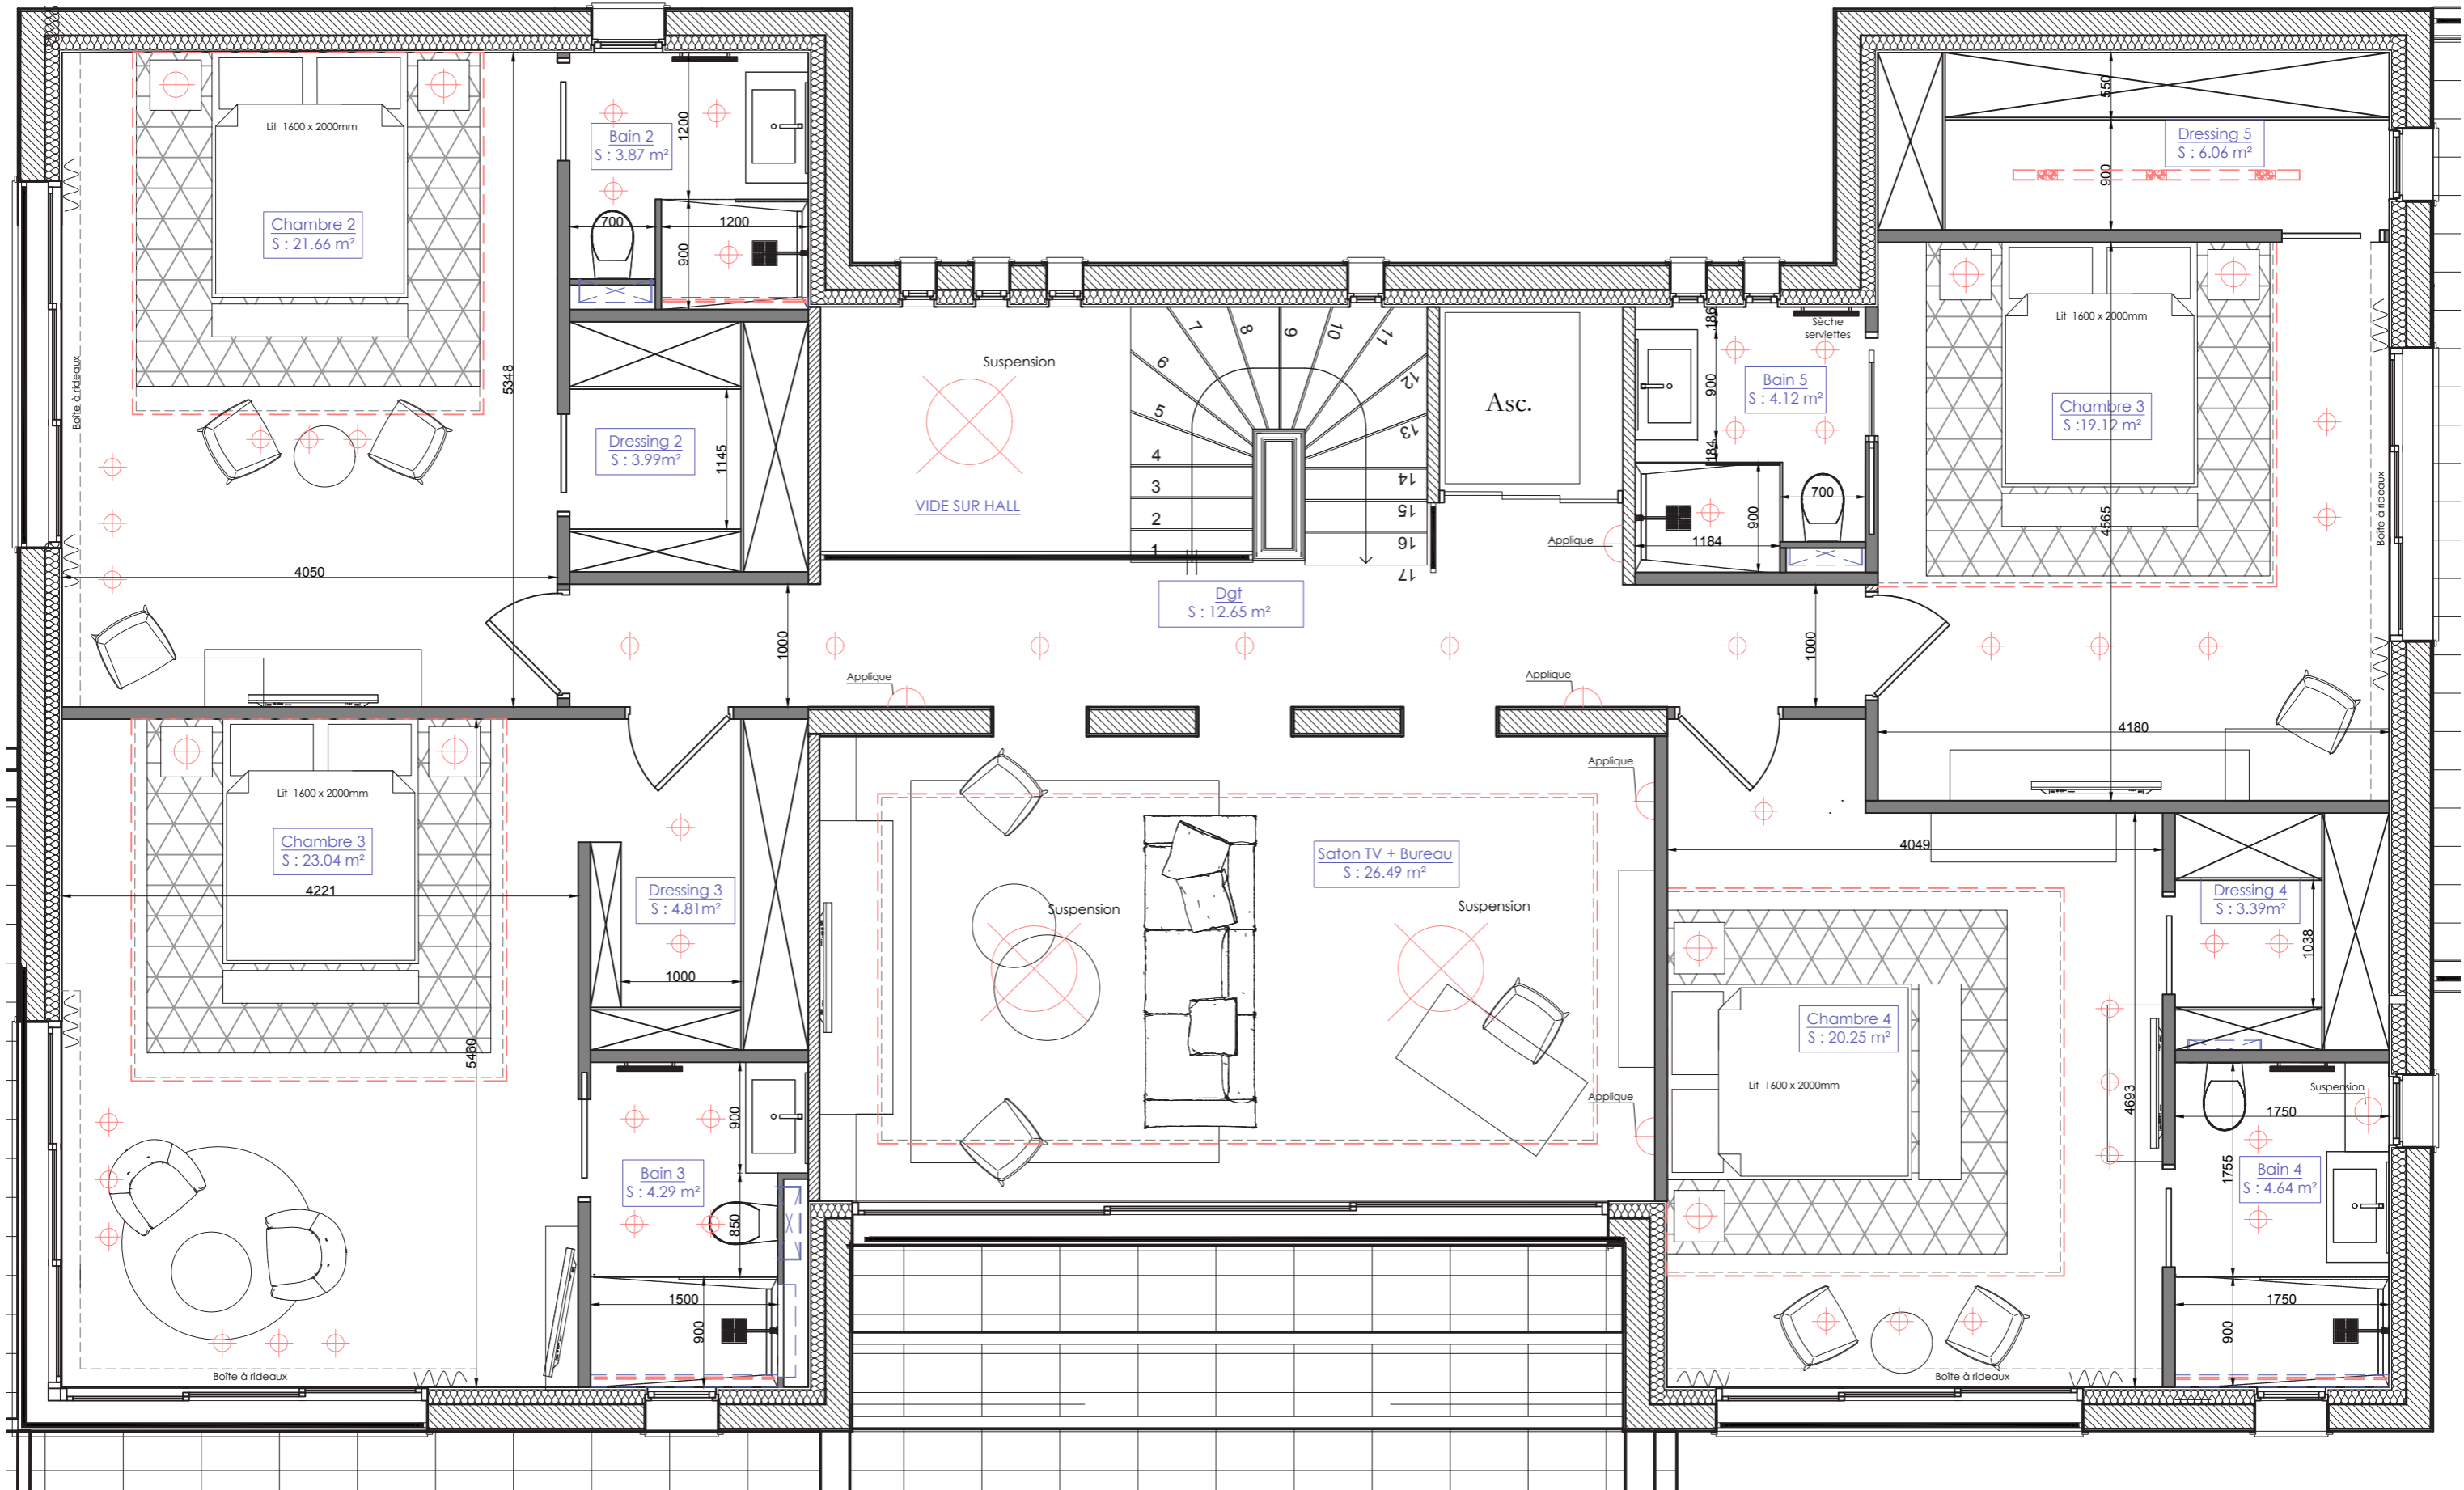 Lit 1600 x 2000mm
Chambre 2
S : 21.66 m²
Boîte à rideaux
5348
4050
Bain 2
S : 3.87 m²
1200
700
1200
900
Dressing 2
S : 3.99m²
1145
Suspension
VIDE SUR HALL
1
2
3
4
5
6
7
8
9
10
11
12
13
14
15
16
17
Asc.
Applique
186
900
184
Sèche
serviettes
Bain 5
S : 4.12 m²
700
900
1184
550
Dressing 5
S : 6.06 m²
900
Lit 1600 x 2000mm
Chambre 3
S :19.12 m²
4565
Boîte à rideaux
4180
Dgt
S : 12.65 m²
1000
1000
Applique
Applique
Lit 1600 x 2000mm
Chambre 3
S : 23.04 m²
4221
5460
Boîte à rideaux
Dressing 3
S : 4.81m²
1000
Bain 3
S : 4.29 m²
900
850
1500
900
Saton TV + Bureau
S : 26.49 m²
Suspension
Suspension
Applique
Applique
4049
Chambre 4
S : 20.25 m²
Lit 1600 x 2000mm
4693
Boîte à rideaux
Dressing 4
S : 3.39m²
1038
Suspension
1750
1755
Bain 4
S : 4.64 m²
1750
900